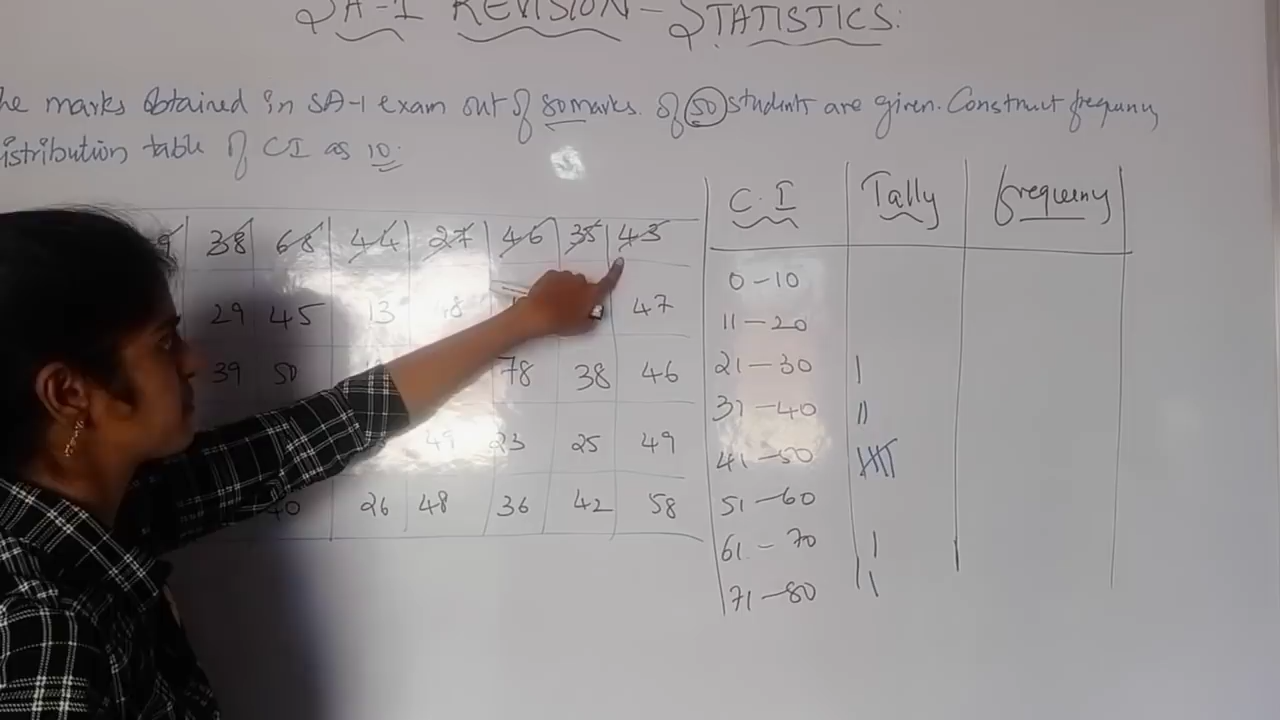 SA-I REVISION - STATISTICS.
he marks obtained in SA-1 exam out of 80 marks. of 50 students are given. Construct frequency
istribution table of CI as 10.
C.I Tally frequency
9 38 68 44 27 46 35 43
29 45 13 47
39 50 78 38 46
49 23 25 49
40 26 48 36 42 58
0-10
11-20
21-30 |
31-40 ||
41-50 ||||
51-60
61-70 |
71-80 |